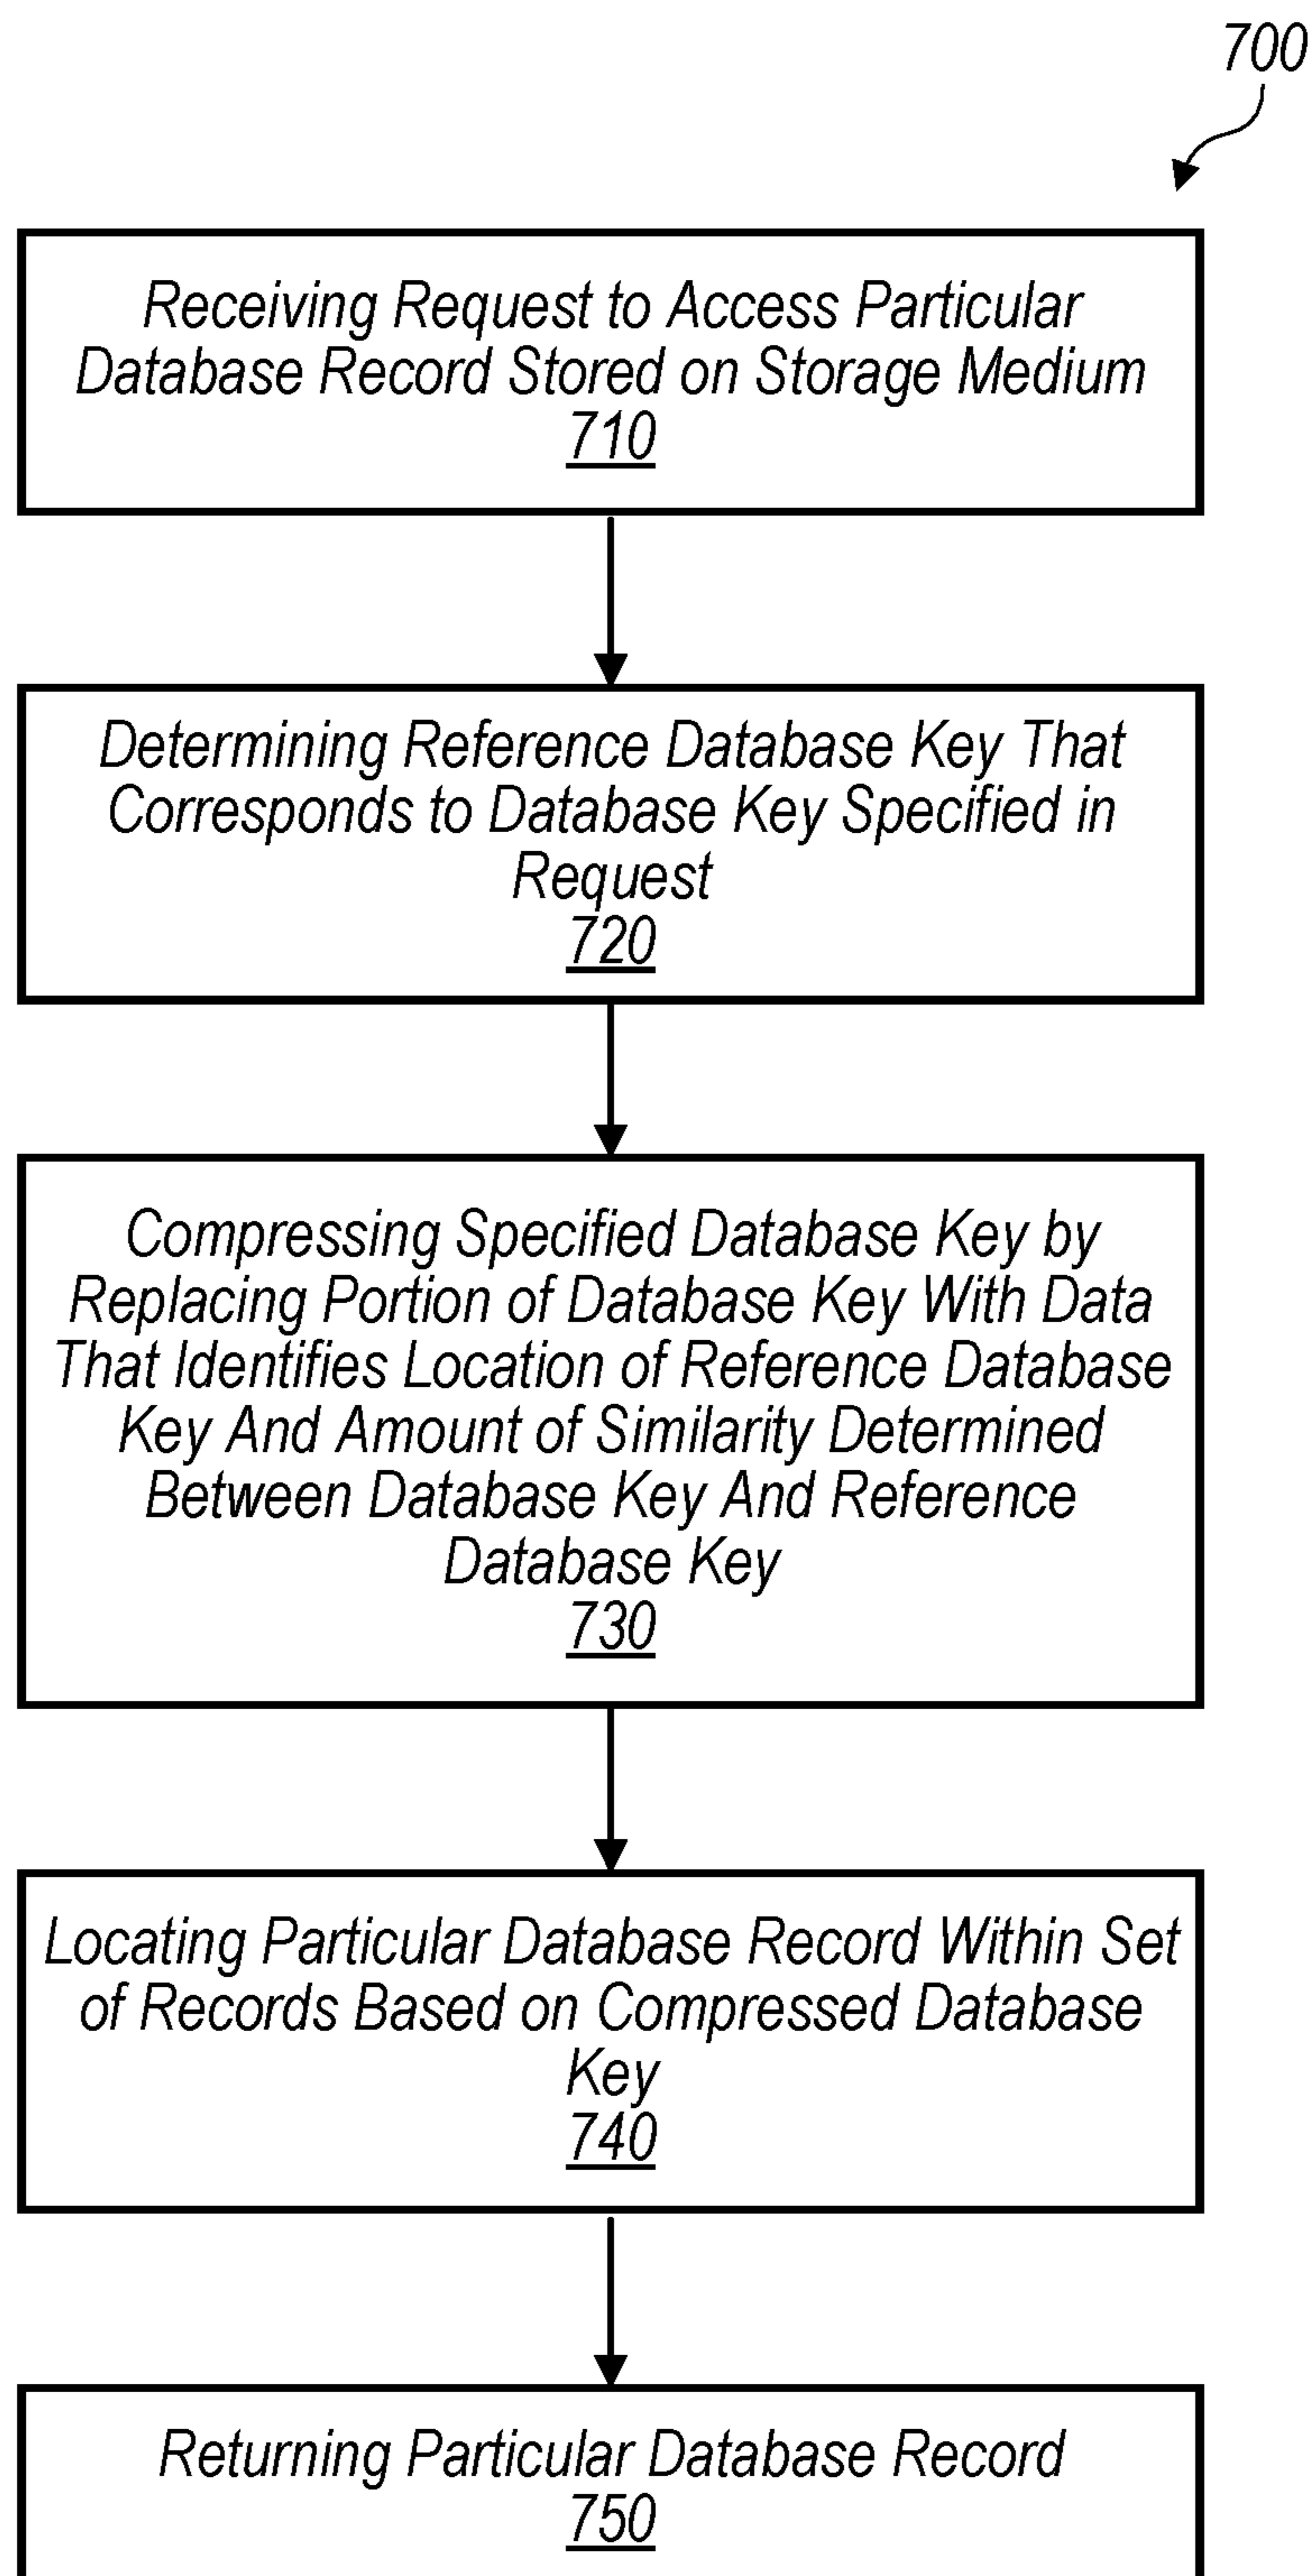 700
Receiving Request to Access Particular
Database Record Stored on Storage Medium
710
Determining Reference Database Key That
Corresponds to Database Key Specified in
Request
720
Compressing Specified Database Key by
Replacing Portion of Database Key With Data
That Identifies Location of Reference Database
Key And Amount of Similarity Determined
Between Database Key And Reference
Database Key
730
Locating Particular Database Record Within Set
of Records Based on Compressed Database
Key
740
Returning Particular Database Record
750